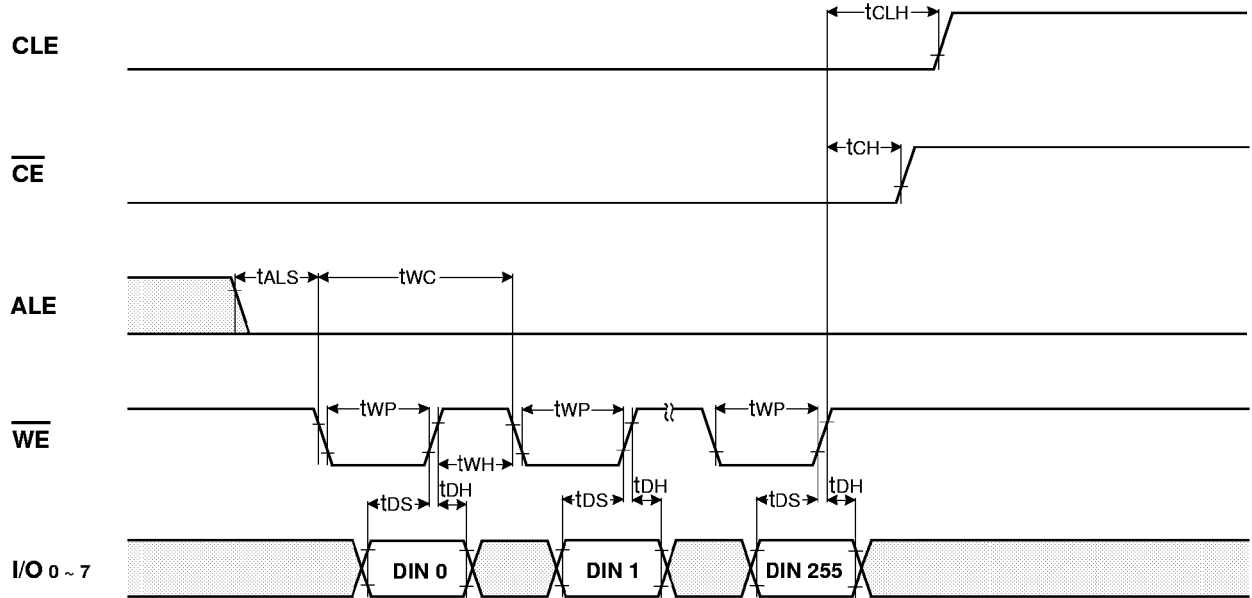 tCLH
CLE
tCH
CE
tALS
tWC
ALE
tWP
tWP
tWP
WE
tWH
tDS
tDH
tDS
tDH
tDS
tDH
I/O 0 ~ 7
DIN 0
DIN 1
DIN 255